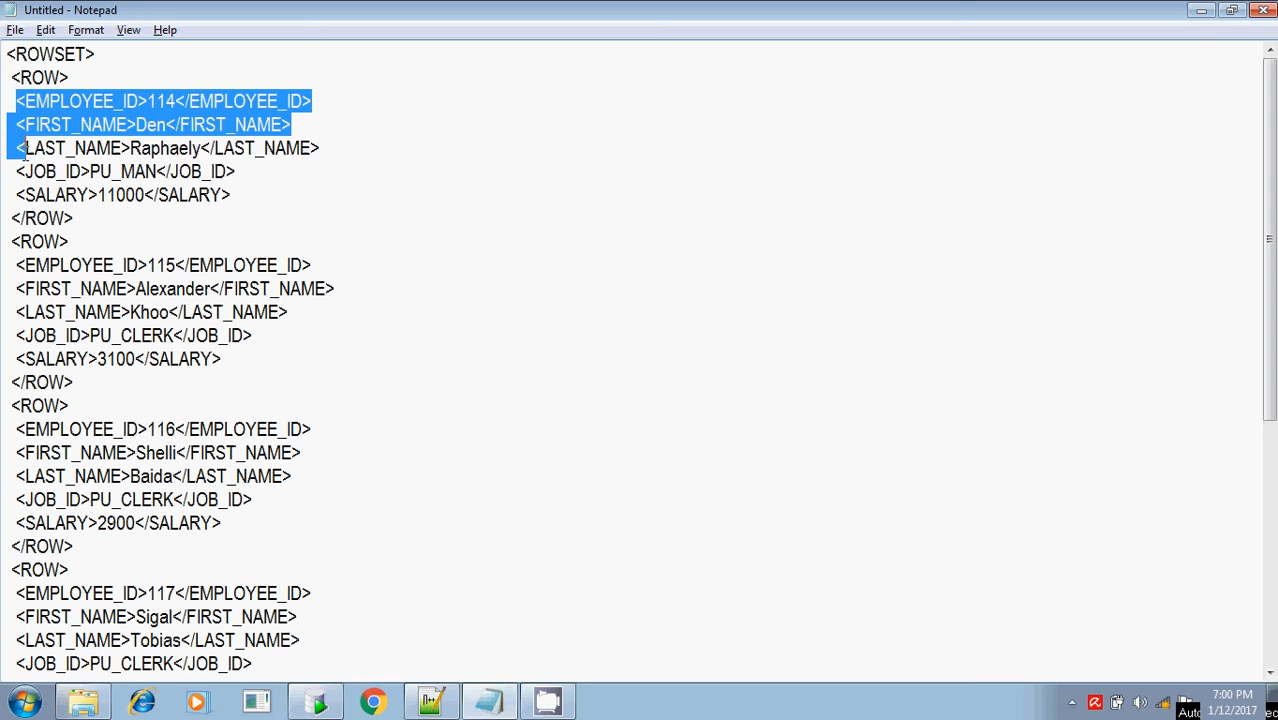 Untitled - Notepad
File Edit Format View Help
<ROWSET>
<ROW>
<EMPLOYEE_ID>114</EMPLOYEE_ID>
<FIRST_NAME>Den</FIRST_NAME>
<LAST_NAME>Raphaely</LAST_NAME>
<JOB_ID>PU_MAN</JOB_ID>
<SALARY>11000</SALARY>
</ROW>
<ROW>
<EMPLOYEE_ID>115</EMPLOYEE_ID>
<FIRST_NAME>Alexander</FIRST_NAME>
<LAST_NAME>Khoo</LAST_NAME>
<JOB_ID>PU_CLERK</JOB_ID>
<SALARY>3100</SALARY>
</ROW>
<ROW>
<EMPLOYEE_ID>116</EMPLOYEE_ID>
<FIRST_NAME>Shelli</FIRST_NAME>
<LAST_NAME>Baida</LAST_NAME>
<JOB_ID>PU_CLERK</JOB_ID>
<SALARY>2900</SALARY>
</ROW>
<ROW>
<EMPLOYEE_ID>117</EMPLOYEE_ID>
<FIRST_NAME>Sigal</FIRST_NAME>
<LAST_NAME>Tobias</LAST_NAME>
<JOB_ID>PU_CLERK</JOB_ID>
7:00 PM
1/12/2017